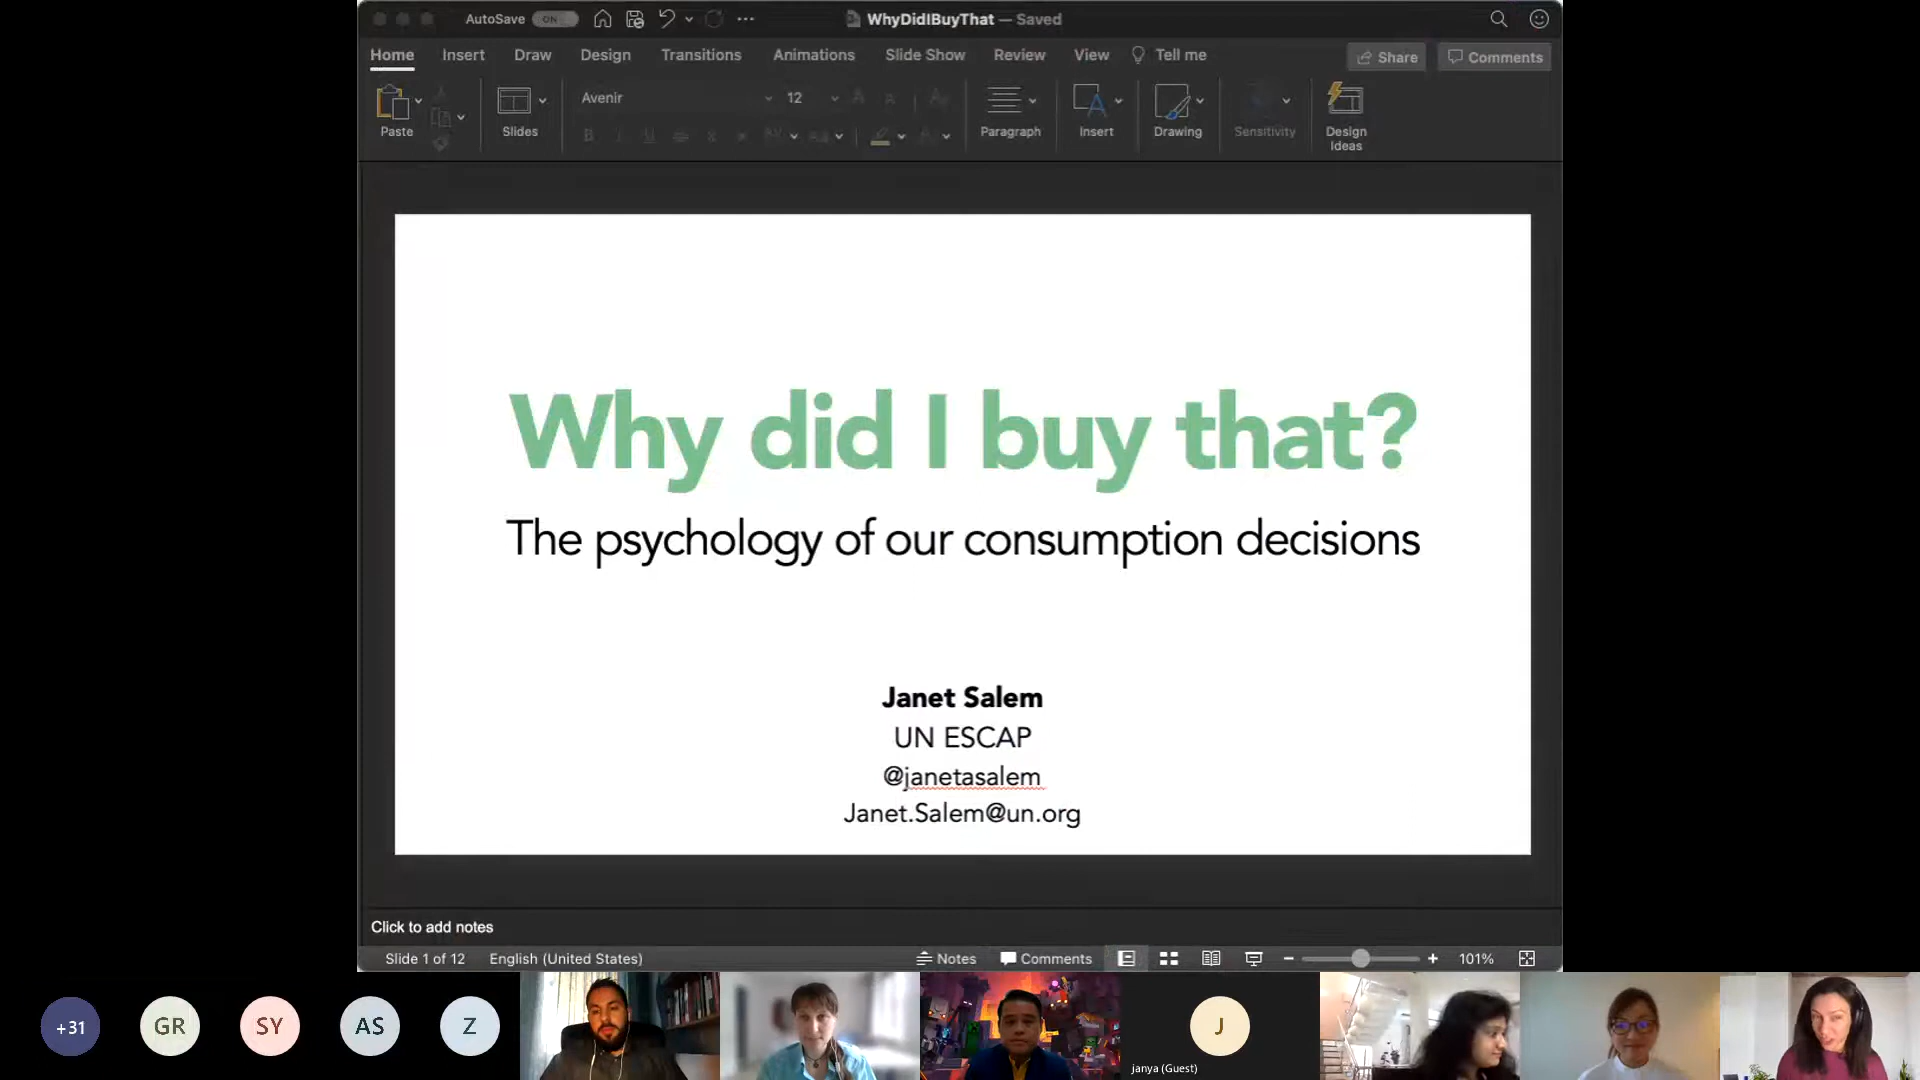 AutoSave ON
WhyDidIBuyThat — Saved
Home Insert Draw Design Transitions Animations Slide Show Review View Tell me
Share Comments
Avenir 12
Paste Slides Paragraph Insert Drawing Sensitivity Design
Ideas
Why did I buy that?
The psychology of our consumption decisions
Janet Salem
UN ESCAP
@janetasalem
Janet.Salem@un.org
Click to add notes
Slide 1 of 12 English (United States) Notes Comments 101%
+31 GR SY AS Z J
janya (Guest)